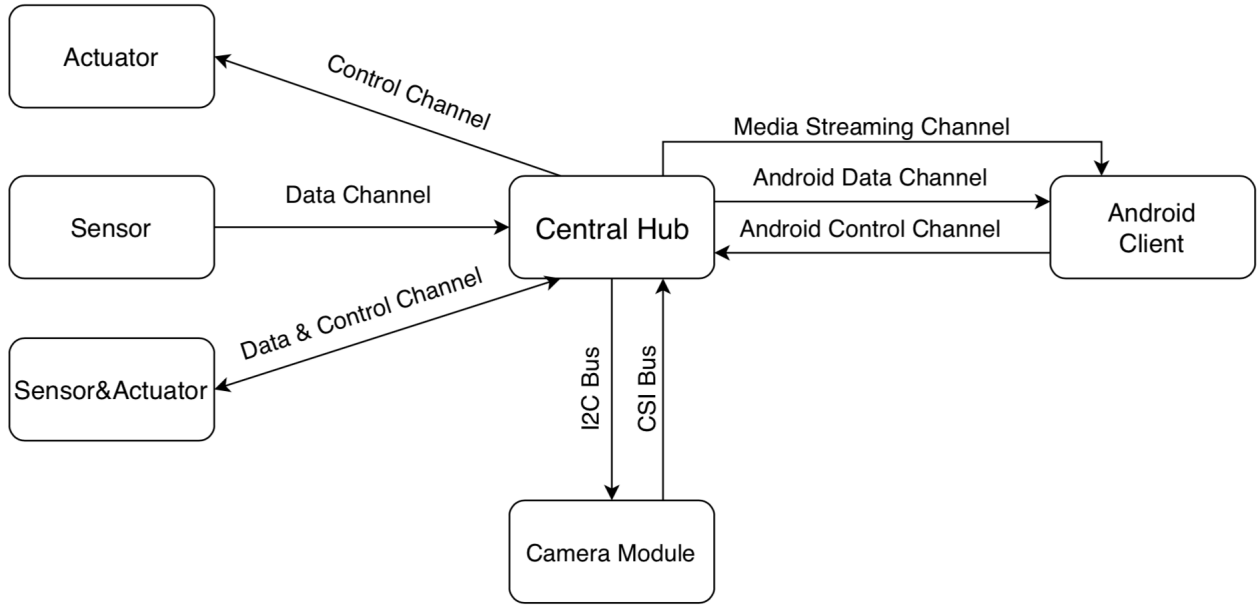 Actuator
Control Channel
Media Streaming Channel
Sensor
Data Channel
Central Hub
Android Data Channel
Android Control Channel
Android
Client
Sensor&Actuator
Data & Control Channel
I2C Bus
CSI Bus
Camera Module